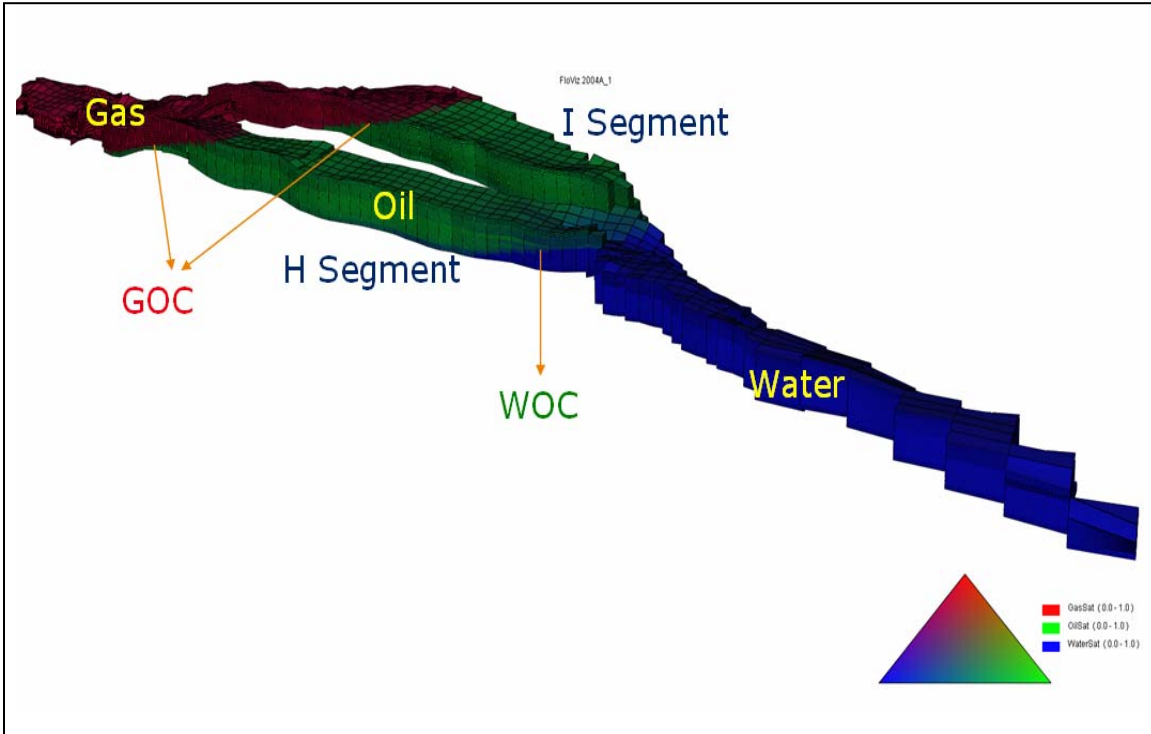 FloViz 2004A_1
Gas
I Segment
Oil
H Segment
GOC
WOC
Water
GasSat (0.0-1.0)
OilSat (0.0-1.0)
WaterSat (0.0-1.0)